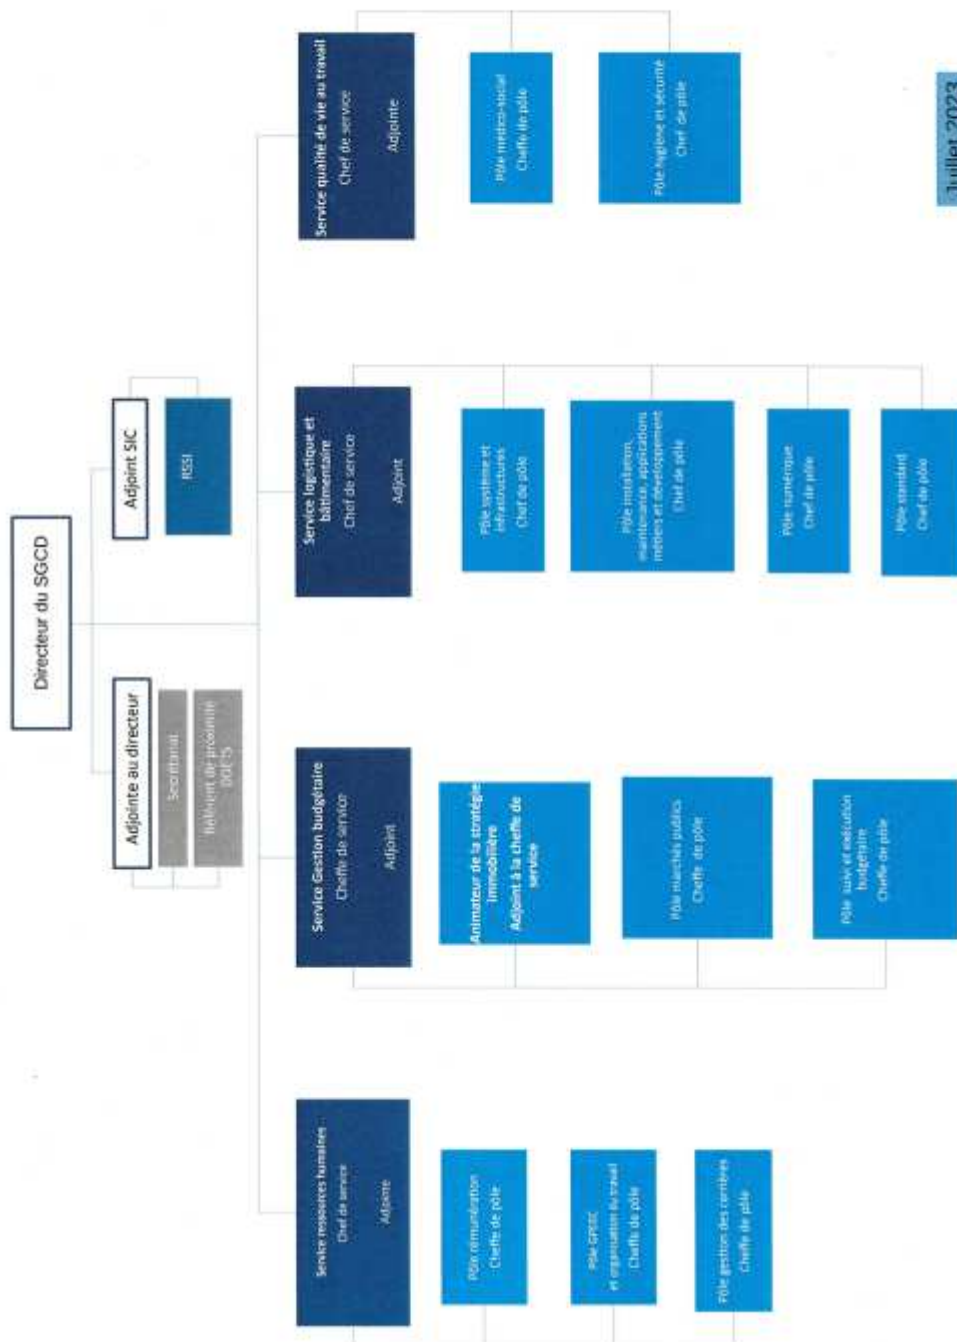 Directeur du SGCD
Adjointe au directeur
Secrétariat
Référent de proximité
DDETS
Adjoint SIC
RSSI
Service ressources humaines
Chef de service
Adjointe
Pôle rémunération
Cheffe de pôle
Pôle GPEEC
et organisation du travail
Cheffe de pôle
Pôle gestion des carrières
Cheffe de pôle
Service Gestion budgétaire
Cheffe de service
Adjoint
Animateur de la stratégie
Immobilière
Adjoint à la cheffe de
service
Pôle marchés publics
Cheffe de pôle
Pôle suivi et exécution
budgétaire
Cheffe de pôle
Service logistique et
bâtimentaire
Chef de service
Adjoint
Pôle système et
infrastructures
Chef de pôle
Pôle installation,
maintenance, applications
métiers et développement
Chef de pôle
Pôle numérique
Chef de pôle
Pôle standard
Chef de pôle
Service qualité de vie au travail
Chef de service
Adjointe
Pôle médico-social
Cheffe de pôle
Pôle hygiène et sécurité
Chef de pôle
Juillet 2023